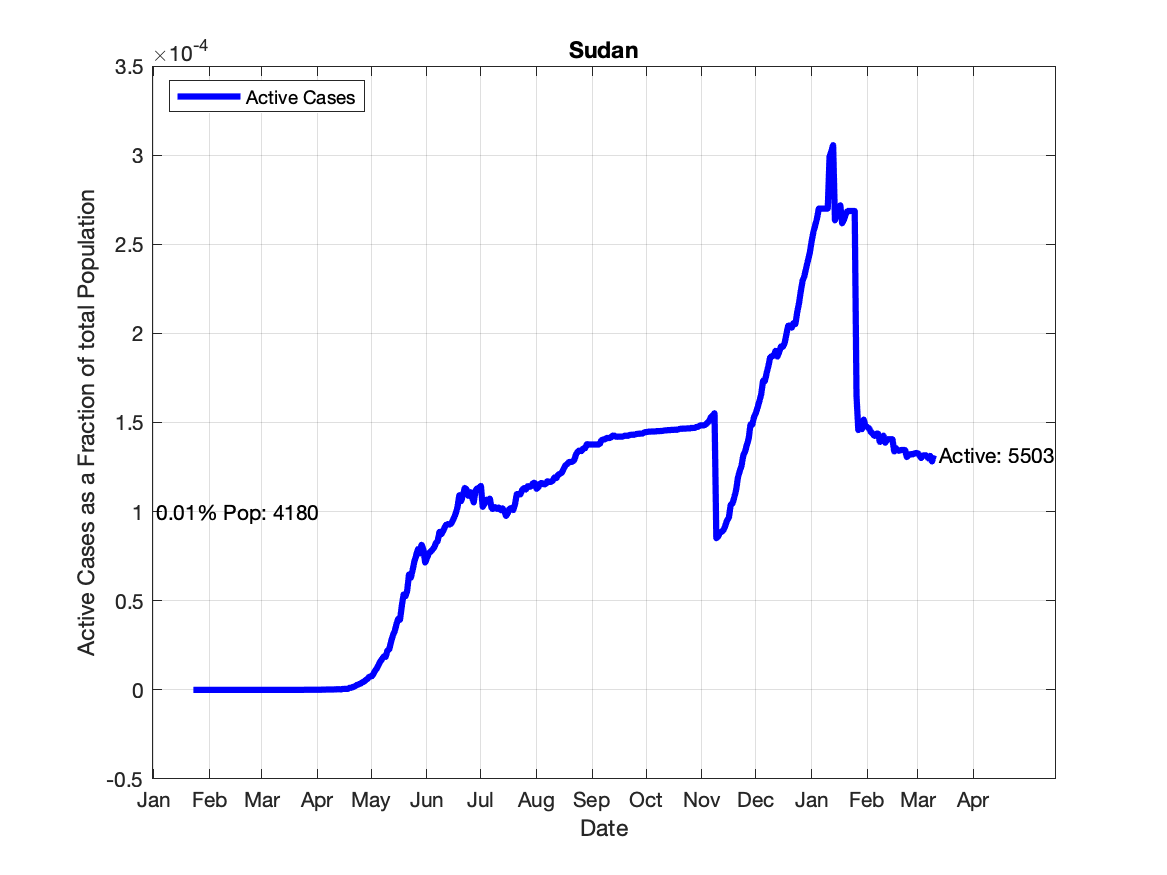 Sudan
×10-4
Active Cases
3.5
3
2.5
2
1.5
1
0.5
0
-0.5
Active Cases as a Fraction of total Population
0.01% Pop: 4180
Active: 5503
Jan Feb Mar Apr May Jun Jul Aug Sep Oct Nov Dec Jan Feb Mar Apr
Date